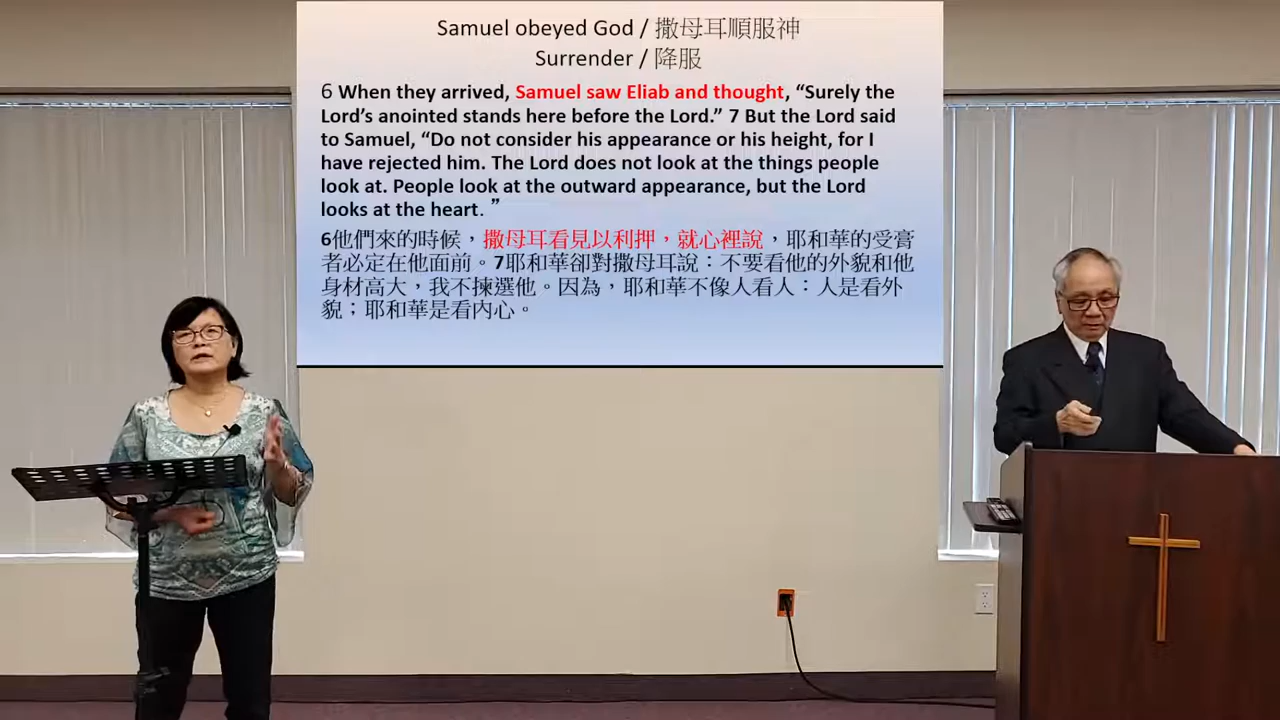 Samuel obeyed God / 撒母耳順服神
Surrender / 降服
6 When they arrived, Samuel saw Eliab and thought, “Surely the
Lord’s anointed stands here before the Lord.” 7 But the Lord said
to Samuel, “Do not consider his appearance or his height, for I
have rejected him. The Lord does not look at the things people
look at. People look at the outward appearance, but the Lord
looks at the heart. ”
6他們來的時候，撒母耳看見以利押，就心裡說，耶和華的受膏
者必定在他面前。7耶和華卻對撒母耳說：不要看他的外貌和他
身材高大，我不揀選他。因為，耶和華不像人看人：人是看外
貌；耶和華是看內心。